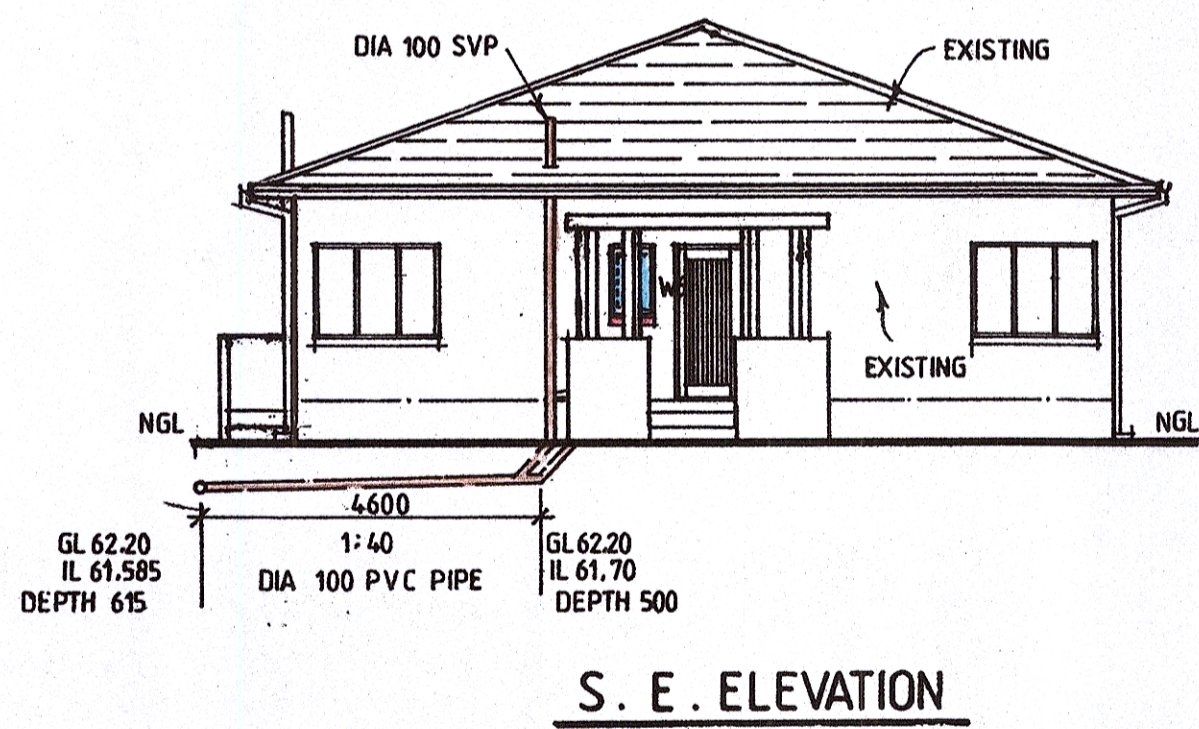 DIA 100 SVP
EXISTING
EXISTING
NGL
NGL
4600
1:40
DIA 100 PVC PIPE
GL 62.20
IL 61.585
DEPTH 615
GL 62.20
IL 61.70
DEPTH 500
S. E. ELEVATION